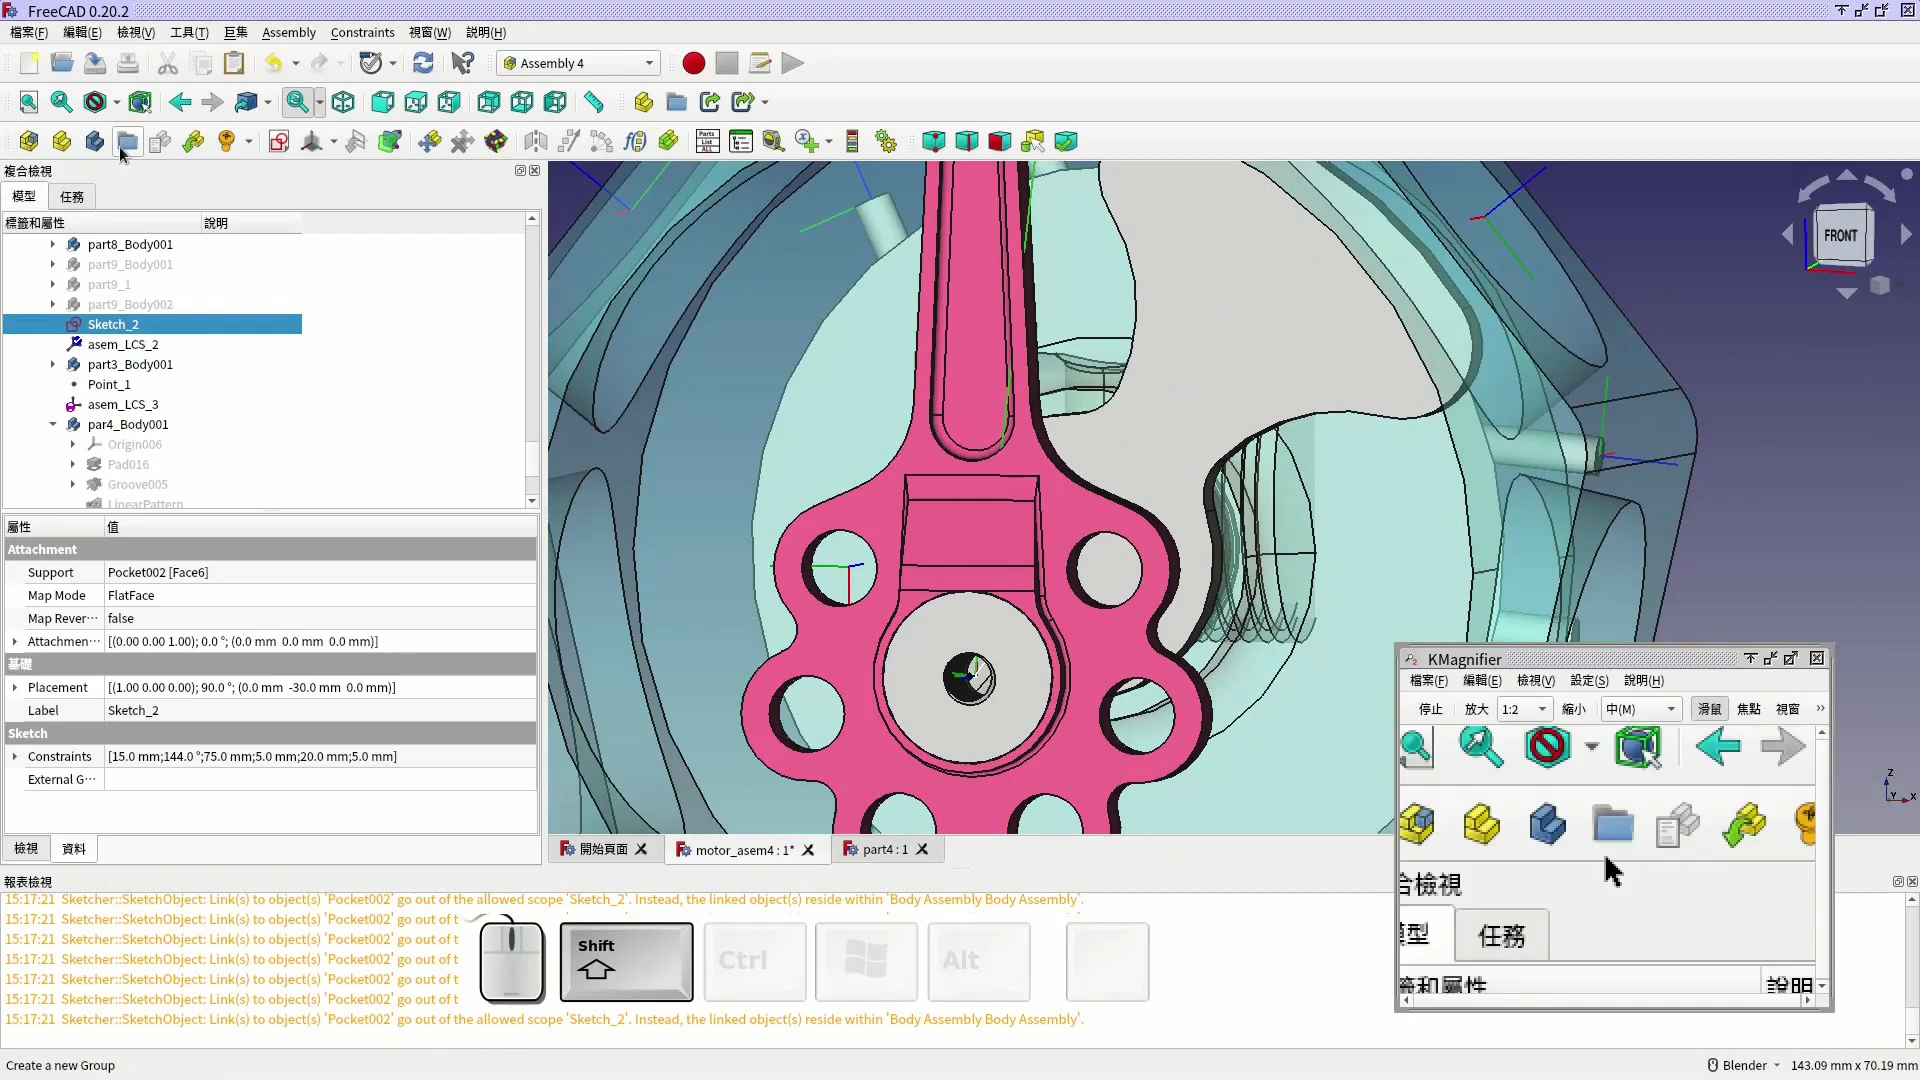 FreeCAD 0.20.2
檔案(F) 編輯(E) 檢視(V) 工具(T) 巨集 Assembly Constraints 視窗(W) 說明(H)
Assembly 4
Parts List ALL
複合檢視
模型 任務
標籤和屬性 說明
part8_Body001
part9_Body001
part9_1
part9_Body002
Sketch_2
asem_LCS_2
part3_Body001
Point_1
asem_LCS_3
par4_Body001
Origin006
Pad016
Groove005
LinearPattern
屬性 值
Attachment
Support Pocket002 [Face6]
Map Mode FlatFace
Map Rever··· false
Attachmen··· [(0.00 0.00 1.00); 0.0 °; (0.0 mm 0.0 mm 0.0 mm)]
基礎
Placement [(1.00 0.00 0.00); 90.0 °; (0.0 mm -30.0 mm 0.0 mm)]
Label Sketch_2
Sketch
Constraints [15.0 mm;144.0 °;75.0 mm;5.0 mm;20.0 mm;5.0 mm]
External G···
檢視 資料
FRONT
Z
Y X
開始頁面 motor_asem4 : 1* part4 : 1
KMagnifier
檔案(F) 編輯(E) 檢視(V) 設定(S) 說明(H)
停止 放大 1:2 縮小 中(M) 滑鼠 焦點 視窗 »
合檢視
模型 任務
籤和屬性 說明
報表檢視
15:17:21 Sketcher::SketchObject: Link(s) to object(s) 'Pocket002' go out of the allowed scope 'Sketch_2'. Instead, the linked object(s) reside within 'Body Assembly Body Assembly'.
15:17:21 Sketcher::SketchObject: Link(s) to object(s) 'Pocket002' go out of t
15:17:21 Sketcher::SketchObject: Link(s) to object(s) 'Pocket002' go out of t
15:17:21 Sketcher::SketchObject: Link(s) to object(s) 'Pocket002' go out of t
15:17:21 Sketcher::SketchObject: Link(s) to object(s) 'Pocket002' go out of t
15:17:21 Sketcher::SketchObject: Link(s) to object(s) 'Pocket002' go out of t
15:17:21 Sketcher::SketchObject: Link(s) to object(s) 'Pocket002' go out of the allowed scope 'Sketch_2'. Instead, the linked object(s) reside within 'Body Assembly Body Assembly'.
Shift Ctrl Alt
Create a new Group
Blender 143.09 mm x 70.19 mm